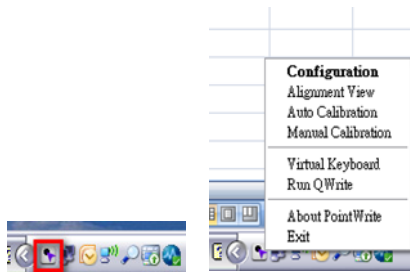 Configuration
Alignment View
Auto Calibration
Manual Calibration
Virtual Keyboard
Run QWrite
About PointWrite
Exit